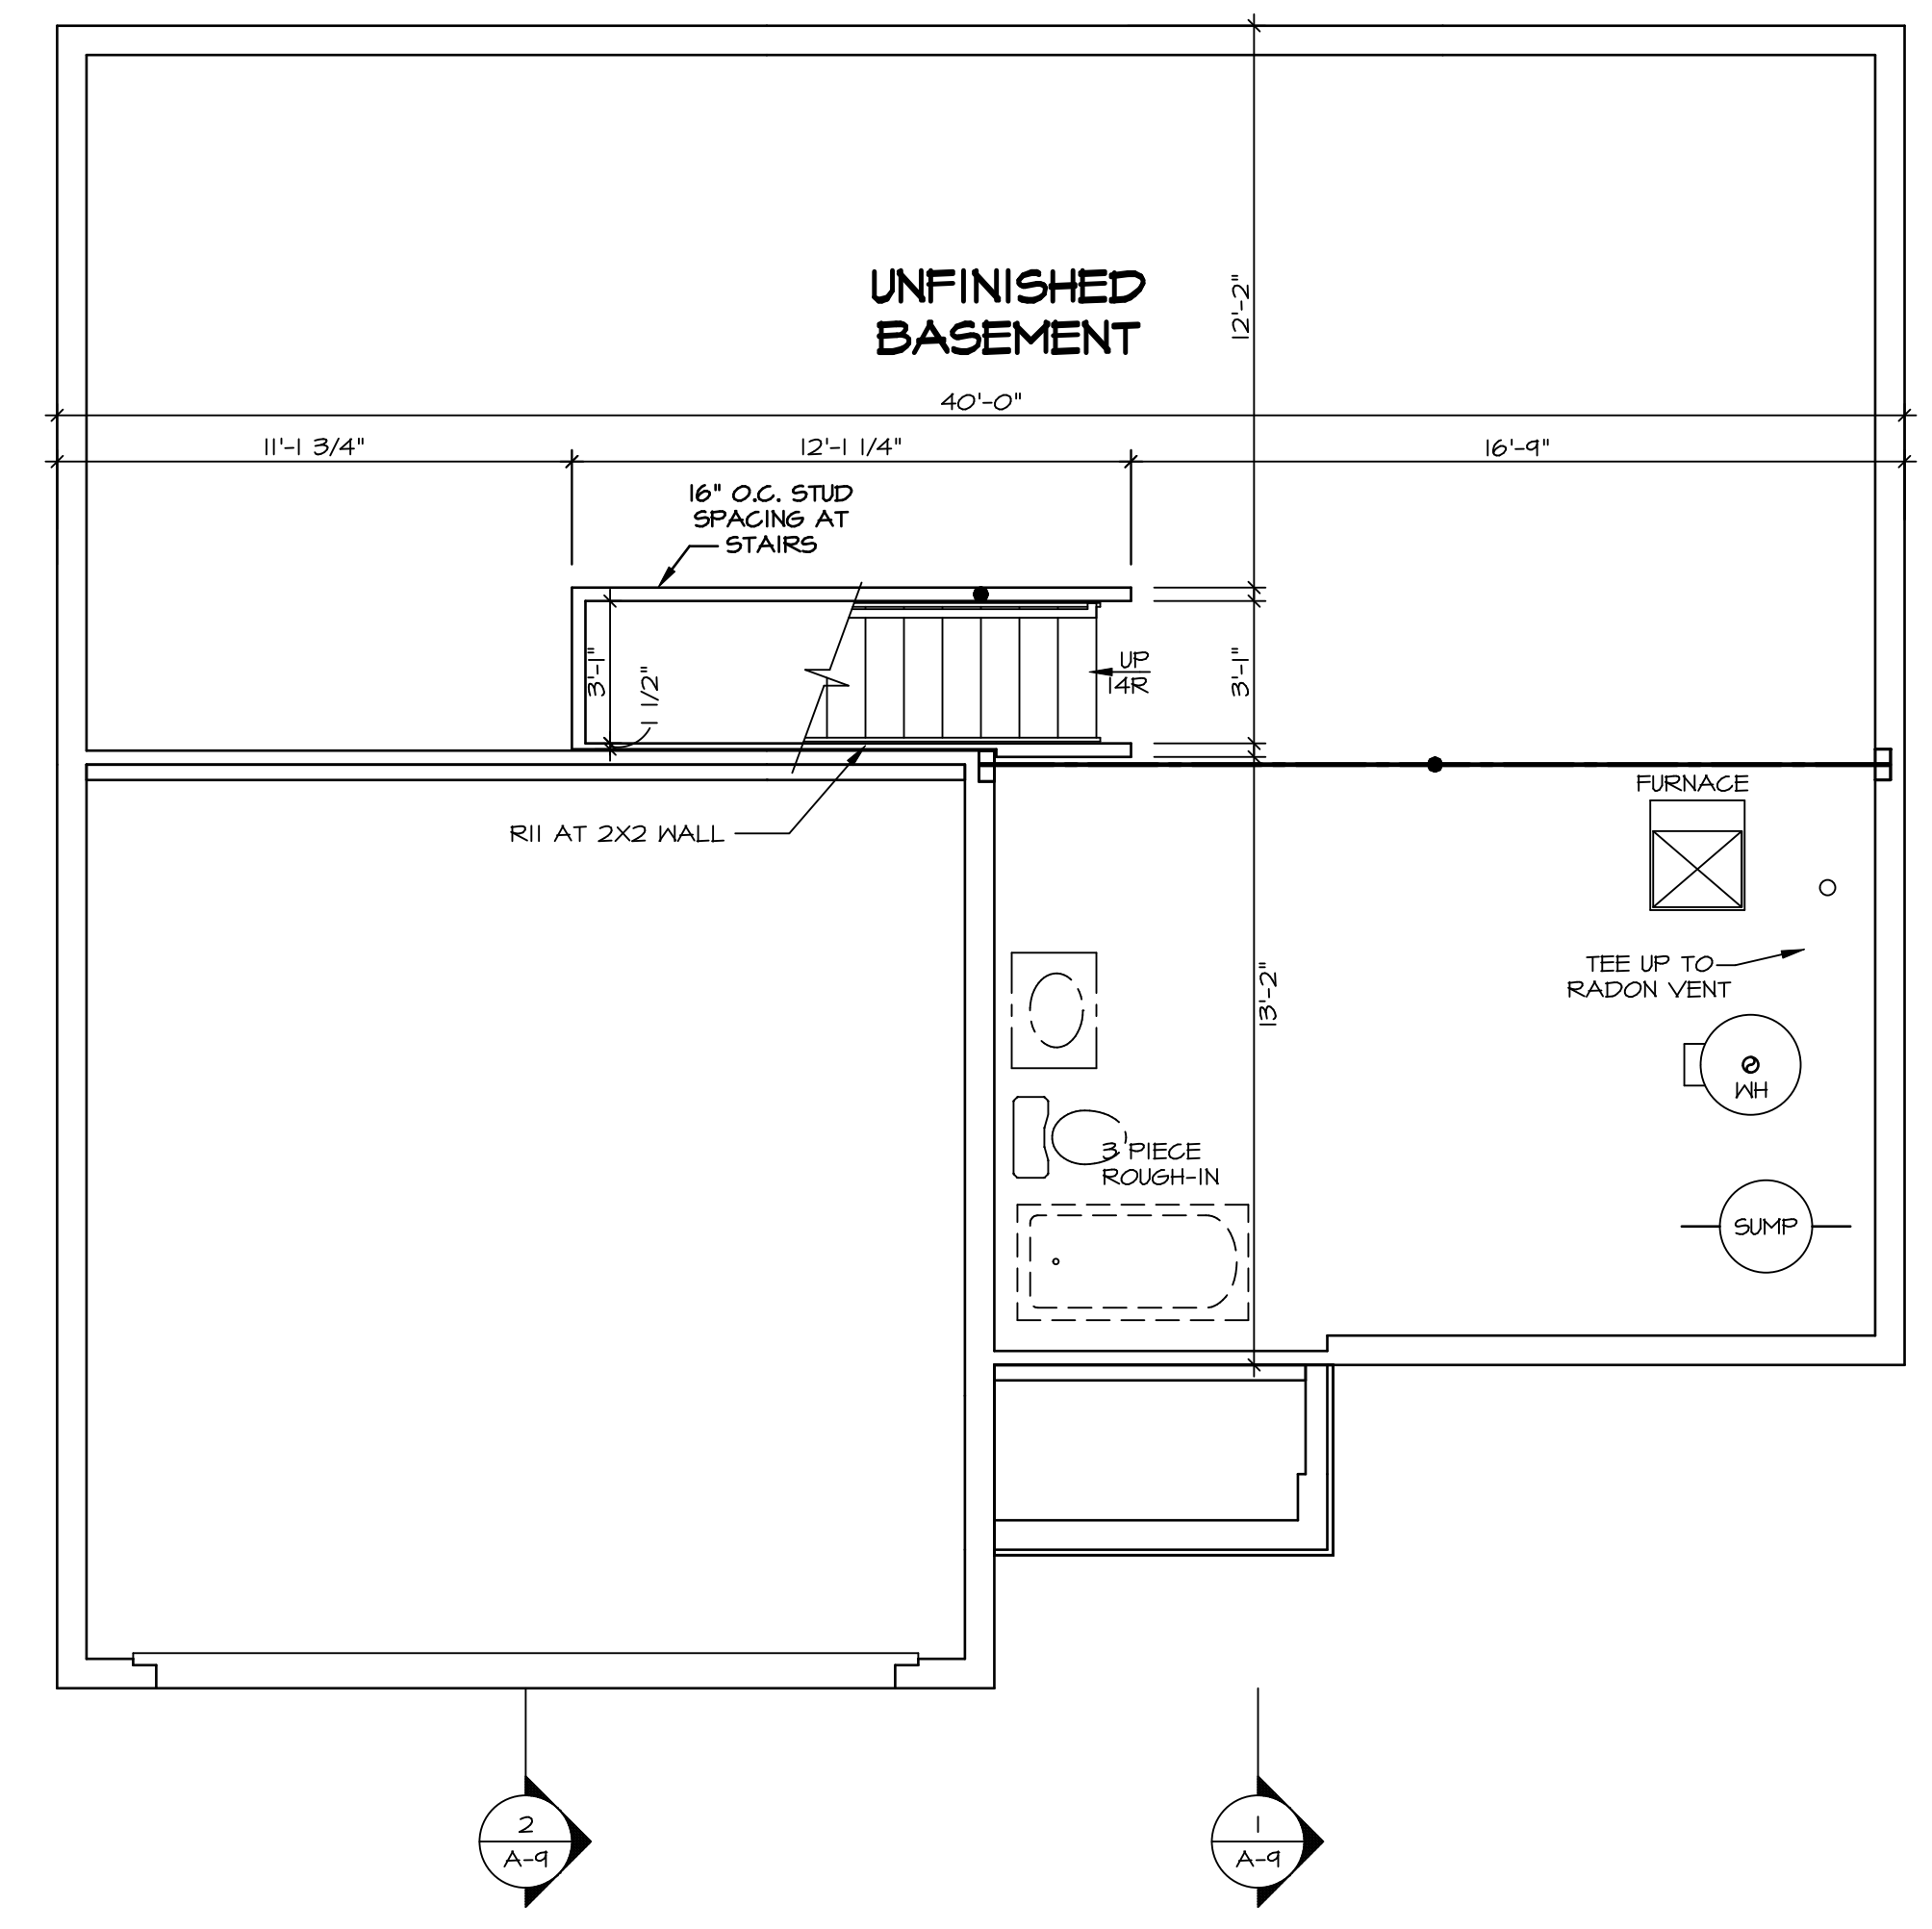 UNFINISHED
BASEMENT
12'-2"
40'-0"
11'-1 3/4"
12'-1 1/4"
16'-9"
16" O.C. STUD
SPACING AT
STAIRS
3'-1"
1 1/2"
UP
14R
3'-1"
FURNACE
R11 AT 2X2 WALL
TEE UP TO
RADON VENT
13'-2"
WH
3 PIECE
ROUGH-IN
SUMP
2
A-9
1
A-9